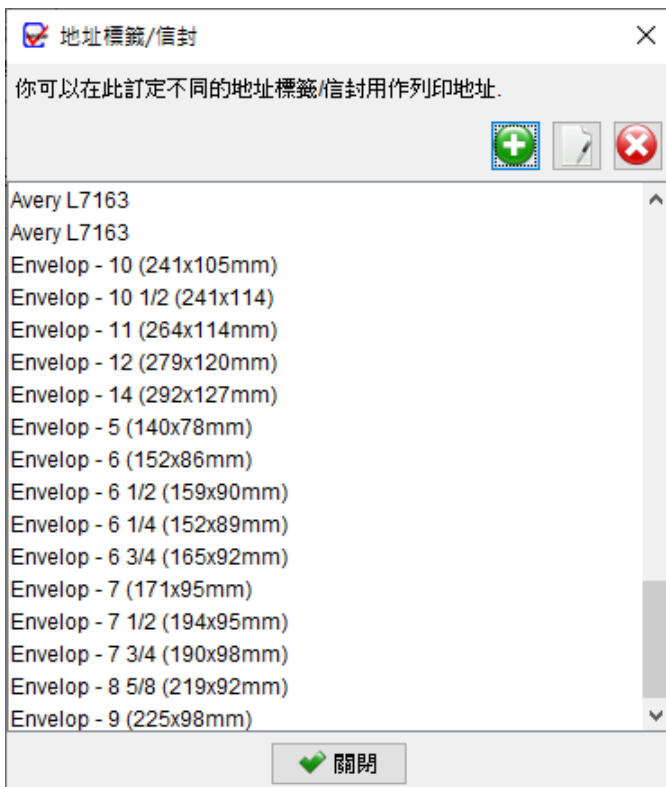 地址標籤/信封
你可以在此訂定不同的地址標籤/信封用作列印地址.
Avery L7163
Avery L7163
Envelop - 10 (241x105mm)
Envelop - 10 1/2 (241x114)
Envelop - 11 (264x114mm)
Envelop - 12 (279x120mm)
Envelop - 14 (292x127mm)
Envelop - 5 (140x78mm)
Envelop - 6 (152x86mm)
Envelop - 6 1/2 (159x90mm)
Envelop - 6 1/4 (152x89mm)
Envelop - 6 3/4 (165x92mm)
Envelop - 7 (171x95mm)
Envelop - 7 1/2 (194x95mm)
Envelop - 7 3/4 (190x98mm)
Envelop - 8 5/8 (219x92mm)
Envelop - 9 (225x98mm)
關閉